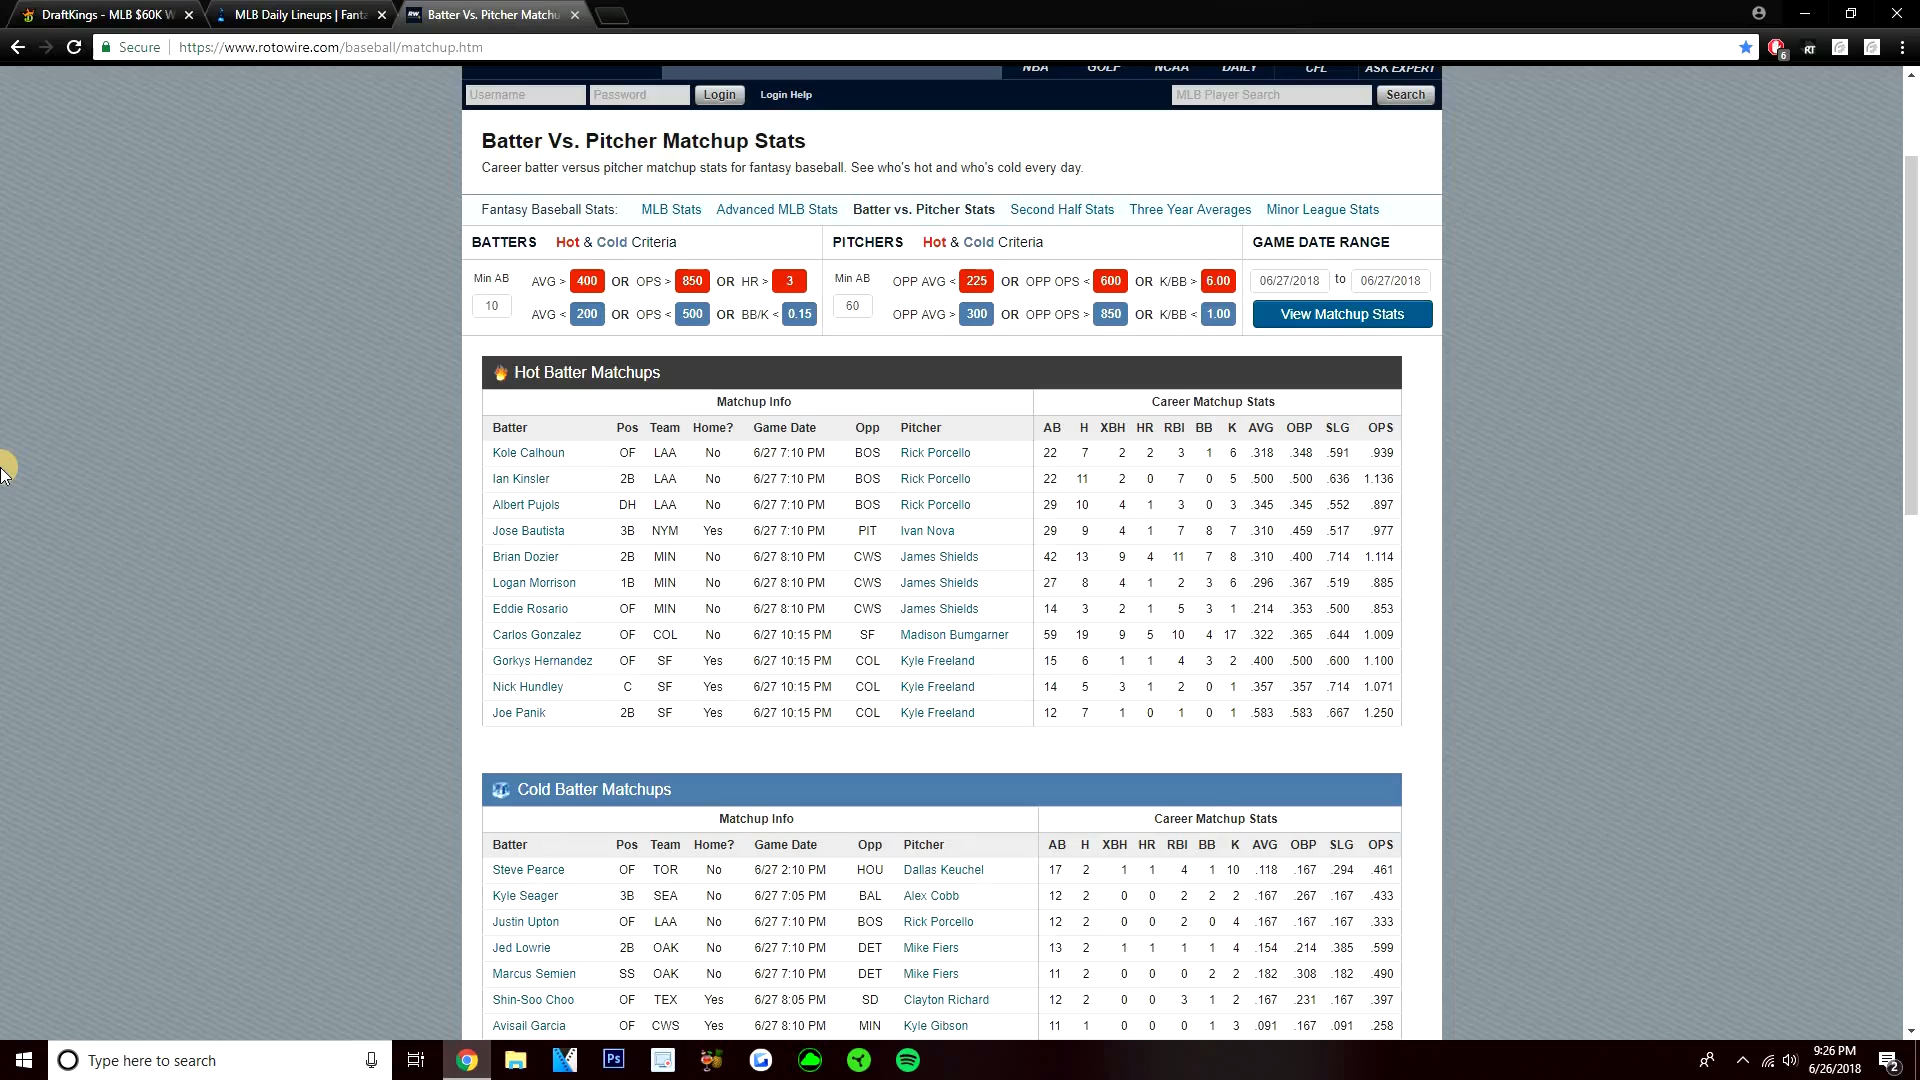 DraftKings - MLB $60K W
MLB Daily Lineups | Fanta
Batter Vs. Pitcher Matchu
Secure | https://www.rotowire.com/baseball/matchup.htm
NBA GOLF NCAA DAILY CFL ASK EXPERT
Username Password Login Login Help MLB Player Search Search
Batter Vs. Pitcher Matchup Stats
Career batter versus pitcher matchup stats for fantasy baseball. See who's hot and who's cold every day.
Fantasy Baseball Stats: MLB Stats Advanced MLB Stats Batter vs. Pitcher Stats Second Half Stats Three Year Averages Minor League Stats
BATTERS Hot & Cold Criteria PITCHERS Hot & Cold Criteria GAME DATE RANGE
Min AB AVG > 400 OR OPS > 850 OR HR > 3 Min AB OPP AVG < 225 OR OPP OPS < 600 OR K/BB > 6.00 06/27/2018 to 06/27/2018
10 AVG < 200 OR OPS < 500 OR BB/K < 0.15 60 OPP AVG > 300 OR OPP OPS > 850 OR K/BB < 1.00 View Matchup Stats
Hot Batter Matchups
Matchup Info Career Matchup Stats
Batter Pos Team Home? Game Date Opp Pitcher AB H XBH HR RBI BB K AVG OBP SLG OPS
Kole Calhoun OF LAA No 6/27 7:10 PM BOS Rick Porcello 22 7 2 2 3 1 6 .318 .348 .591 .939
Ian Kinsler 2B LAA No 6/27 7:10 PM BOS Rick Porcello 22 11 2 0 7 0 5 .500 .500 .636 1.136
Albert Pujols DH LAA No 6/27 7:10 PM BOS Rick Porcello 29 10 4 1 3 0 3 .345 .345 .552 .897
Jose Bautista 3B NYM Yes 6/27 7:10 PM PIT Ivan Nova 29 9 4 1 7 8 7 .310 .459 .517 .977
Brian Dozier 2B MIN No 6/27 8:10 PM CWS James Shields 42 13 9 4 11 7 8 .310 .400 .714 1.114
Logan Morrison 1B MIN No 6/27 8:10 PM CWS James Shields 27 8 4 1 2 3 6 .296 .367 .519 .885
Eddie Rosario OF MIN No 6/27 8:10 PM CWS James Shields 14 3 2 1 5 3 1 .214 .353 .500 .853
Carlos Gonzalez OF COL No 6/27 10:15 PM SF Madison Bumgarner 59 19 9 5 10 4 17 .322 .365 .644 1.009
Gorkys Hernandez OF SF Yes 6/27 10:15 PM COL Kyle Freeland 15 6 1 1 4 3 2 .400 .500 .600 1.100
Nick Hundley C SF Yes 6/27 10:15 PM COL Kyle Freeland 14 5 3 1 2 0 1 .357 .357 .714 1.071
Joe Panik 2B SF Yes 6/27 10:15 PM COL Kyle Freeland 12 7 1 0 1 0 1 .583 .583 .667 1.250
Cold Batter Matchups
Matchup Info Career Matchup Stats
Batter Pos Team Home? Game Date Opp Pitcher AB H XBH HR RBI BB K AVG OBP SLG OPS
Steve Pearce OF TOR No 6/27 2:10 PM HOU Dallas Keuchel 17 2 1 1 4 1 10 .118 .167 .294 .461
Kyle Seager 3B SEA No 6/27 7:05 PM BAL Alex Cobb 12 2 0 0 2 2 2 .167 .267 .167 .433
Justin Upton OF LAA No 6/27 7:10 PM BOS Rick Porcello 12 2 0 0 2 0 4 .167 .167 .167 .333
Jed Lowrie 2B OAK No 6/27 7:10 PM DET Mike Fiers 13 2 1 1 1 1 4 .154 .214 .385 .599
Marcus Semien SS OAK No 6/27 7:10 PM DET Mike Fiers 11 2 0 0 0 2 2 .182 .308 .182 .490
Shin-Soo Choo OF TEX Yes 6/27 8:05 PM SD Clayton Richard 12 2 0 0 3 1 2 .167 .231 .167 .397
Avisail Garcia OF CWS Yes 6/27 8:10 PM MIN Kyle Gibson 11 1 0 0 0 1 3 .091 .167 .091 .258
Type here to search
Ps
9:26 PM
6/26/2018
2